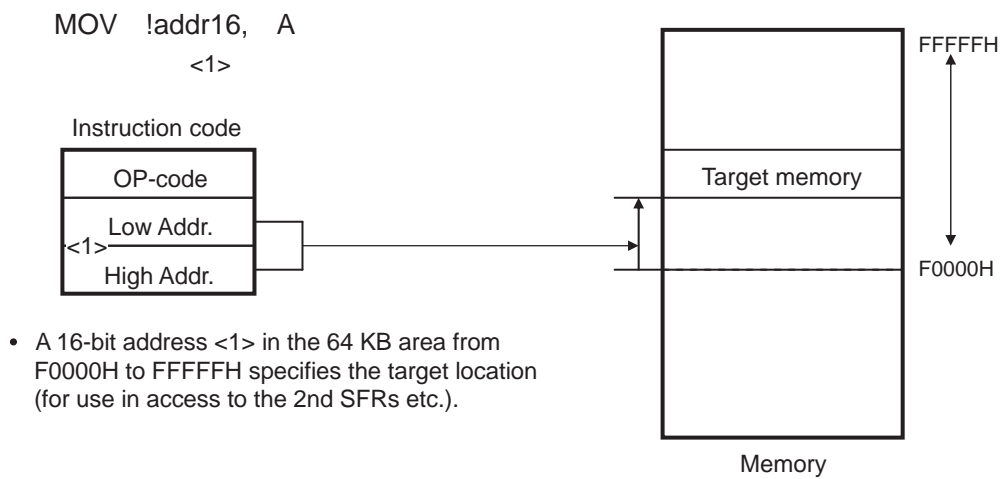 MOV !addr16, A
<1>
Instruction code
OP-code
Low Addr.
<1>
High Addr.
FFFFFH
Target memory
F0000H
Memory
• A 16-bit address <1> in the 64 KB area from
F0000H to FFFFFH specifies the target location
(for use in access to the 2nd SFRs etc.).